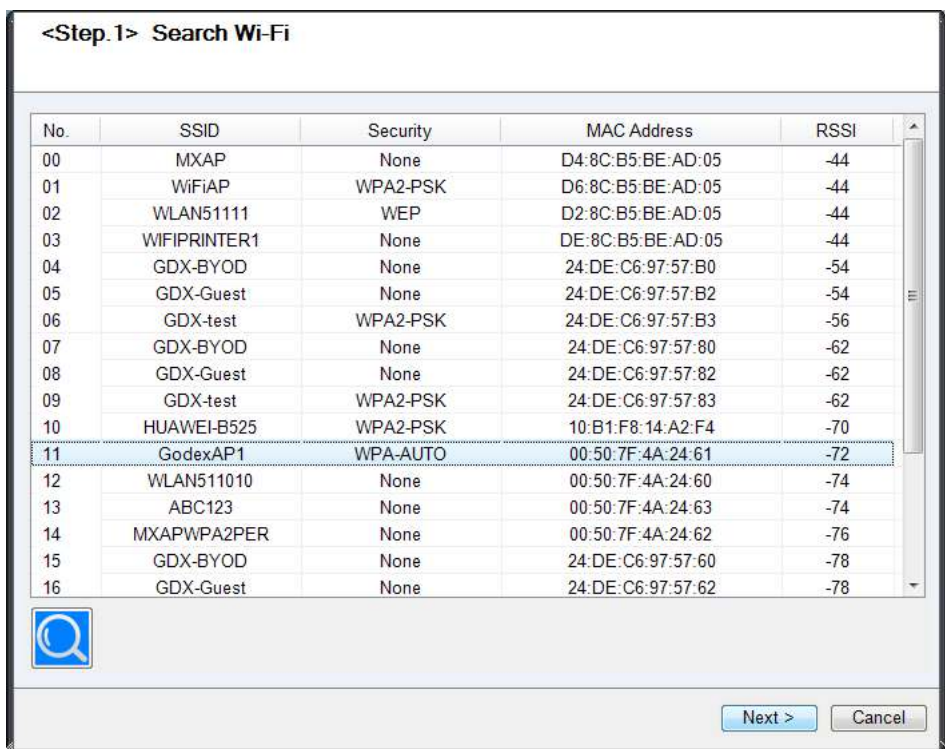 <Step.1> Search Wi-Fi
No. SSID Security MAC Address RSSI
00 MXAP None D4:8C:B5:BE:AD:05 -44
01 WiFiAP WPA2-PSK D6:8C:B5:BE:AD:05 -44
02 WLAN51111 WEP D2:8C:B5:BE:AD:05 -44
03 WIFIPRINTER1 None DE:8C:B5:BE:AD:05 -44
04 GDX-BYOD None 24:DE:C6:97:57:B0 -54
05 GDX-Guest None 24:DE:C6:97:57:B2 -54
06 GDX-test WPA2-PSK 24:DE:C6:97:57:B3 -56
07 GDX-BYOD None 24:DE:C6:97:57:80 -62
08 GDX-Guest None 24:DE:C6:97:57:82 -62
09 GDX-test WPA2-PSK 24:DE:C6:97:57:83 -62
10 HUAWEI-B525 WPA2-PSK 10:B1:F8:14:A2:F4 -70
11 GodexAP1 WPA-AUTO 00:50:7F:4A:24:61 -72
12 WLAN511010 None 00:50:7F:4A:24:60 -74
13 ABC123 None 00:50:7F:4A:24:63 -74
14 MXAPWPA2PER None 00:50:7F:4A:24:62 -76
15 GDX-BYOD None 24:DE:C6:97:57:60 -78
16 GDX-Guest None 24:DE:C6:97:57:62 -78
Next > Cancel